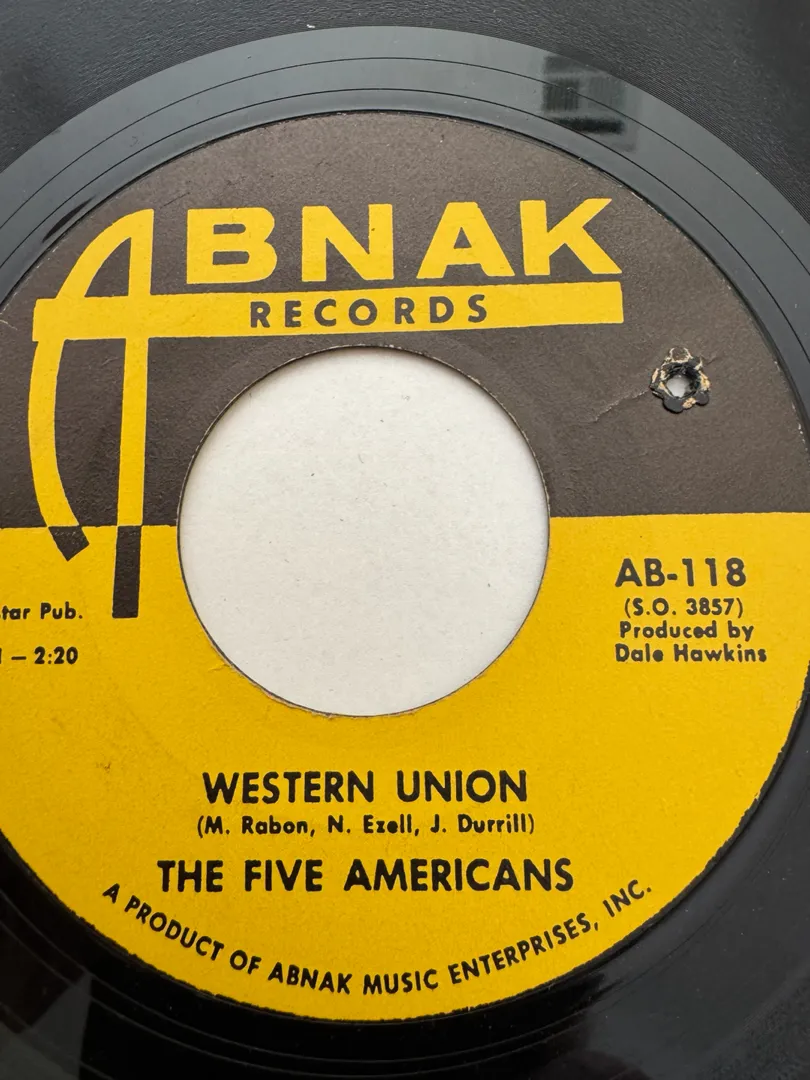 ABNAK
RECORDS
AB-118
(S.O. 3857)
Produced by
Dale Hawkins
Pub.
— 2:20
WESTERN UNION
(M. Rabon, N. Ezell, J. Durrill)
THE FIVE AMERICANS
A PRODUCT OF ABNAK MUSIC ENTERPRISES, INC.